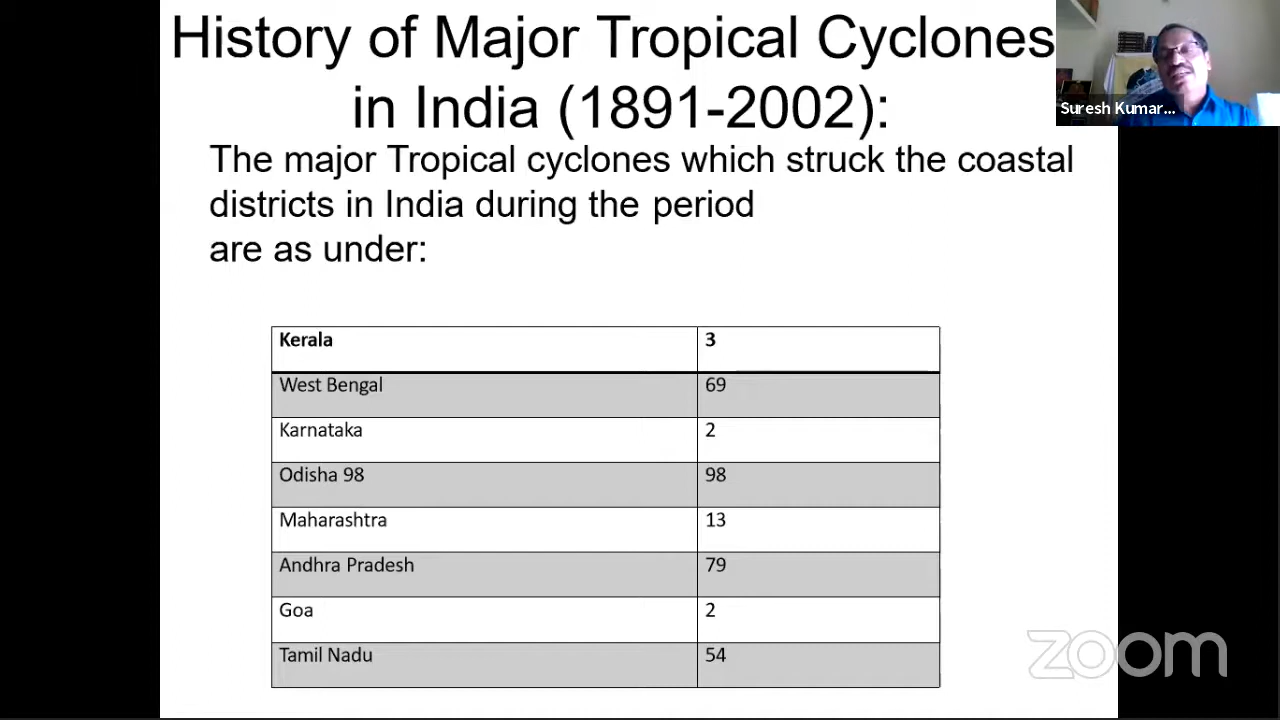 History of Major Tropical Cyclones
in India (1891-2002):
The major Tropical cyclones which struck the coastal
districts in India during the period
are as under:
Kerala 3
West Bengal 69
Karnataka 2
Odisha 98 98
Maharashtra 13
Andhra Pradesh 79
Goa 2
Tamil Nadu 54
Suresh Kumar...
zoom